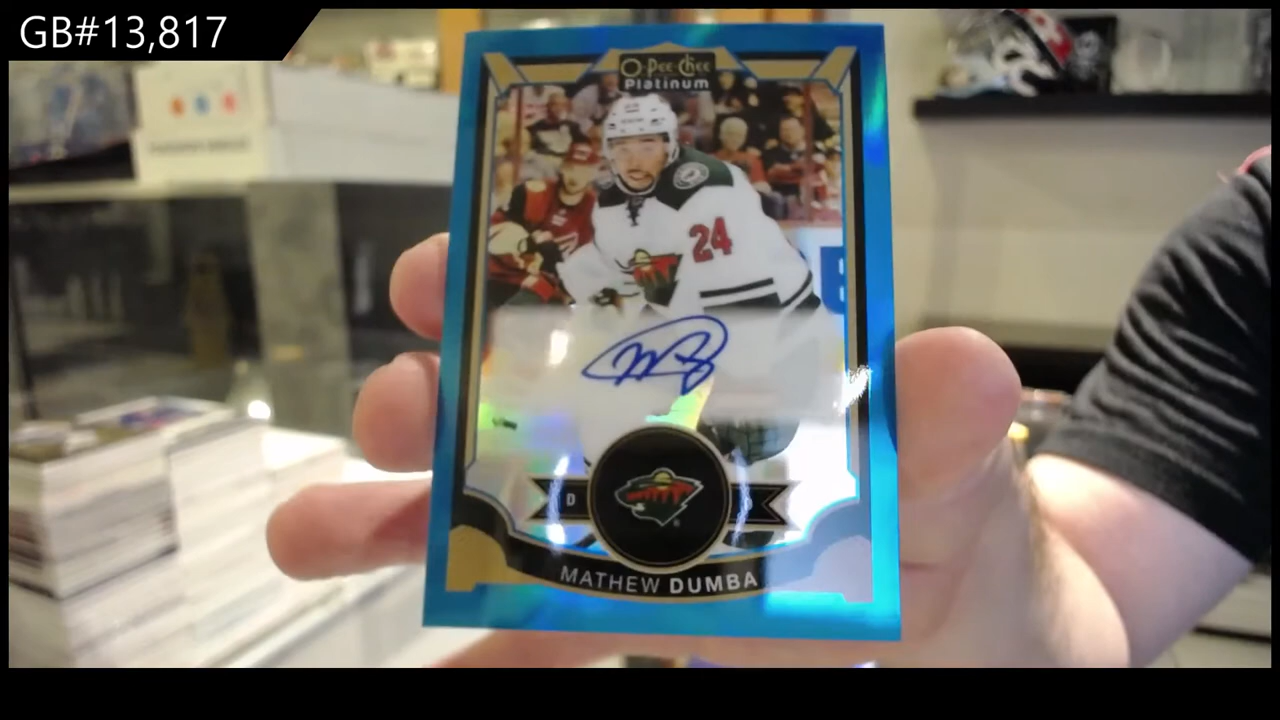 GB#13,817
O-Pee-Chee
Platinum
24
D
MATHEW DUMBA